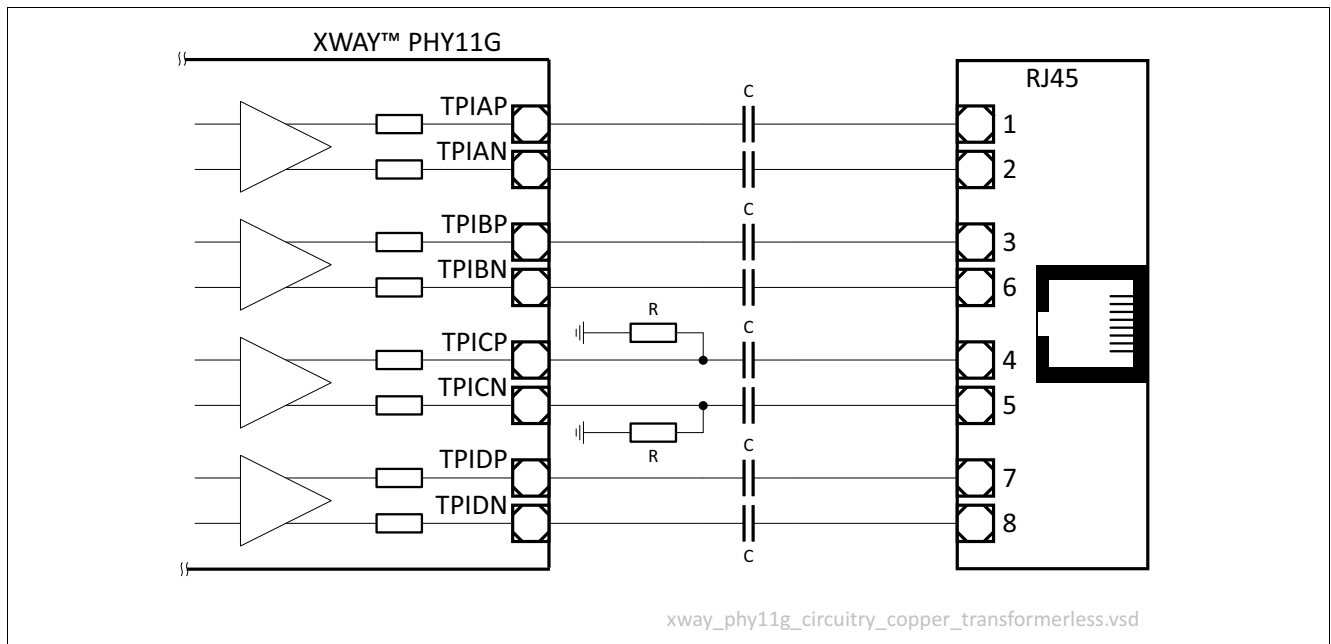 XWAY™ PHY11G
RJ45
C
TPIAP
1
TPIAN
2
C
TPIBP
3
TPIBN
6
R
C
TPICP
4
TPICN
5
R
C
TPIDP
7
TPIDN
8
C
xway_phy11g_circuitry_copper_transformerless.vsd